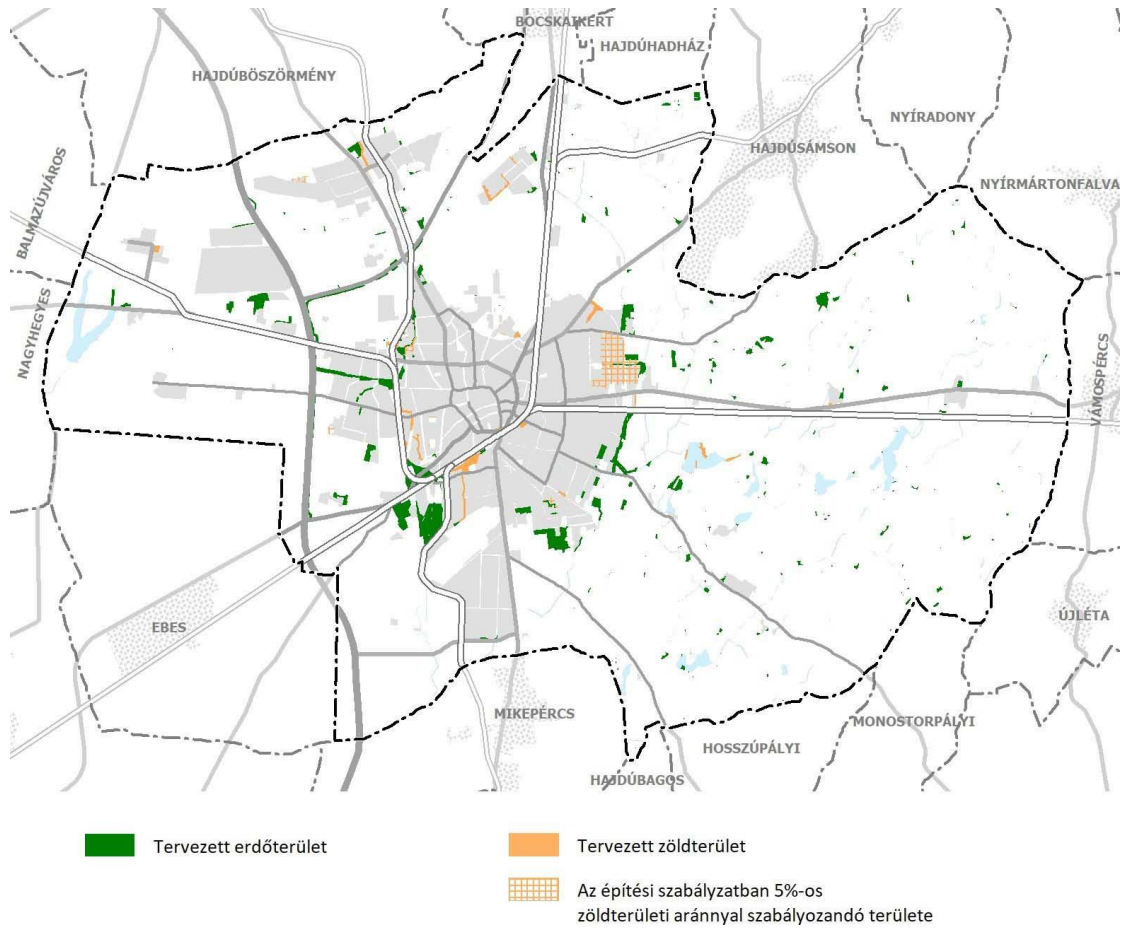 BOCSKAIKERT
HAJDÚHADHÁZ
HAJDÚBÖSZÖRMÉNY
NYÍRADONY
HAJDÚSÁMSON
NYÍRMÁRTONFALVA
BALMAZÚJVÁROS
NAGYHEGYES
VÁMOSPÉRCS
EBES
ÚJLÉTA
MIKEPÉRCS
MONOSTORPÁLYI
HOSSZÚPÁLYI
HAJDÚBAGOS
Tervezett erdőterület
Tervezett zöldterület
Az építési szabályzatban 5%-os
zöldterületi aránnyal szabályozandó területe